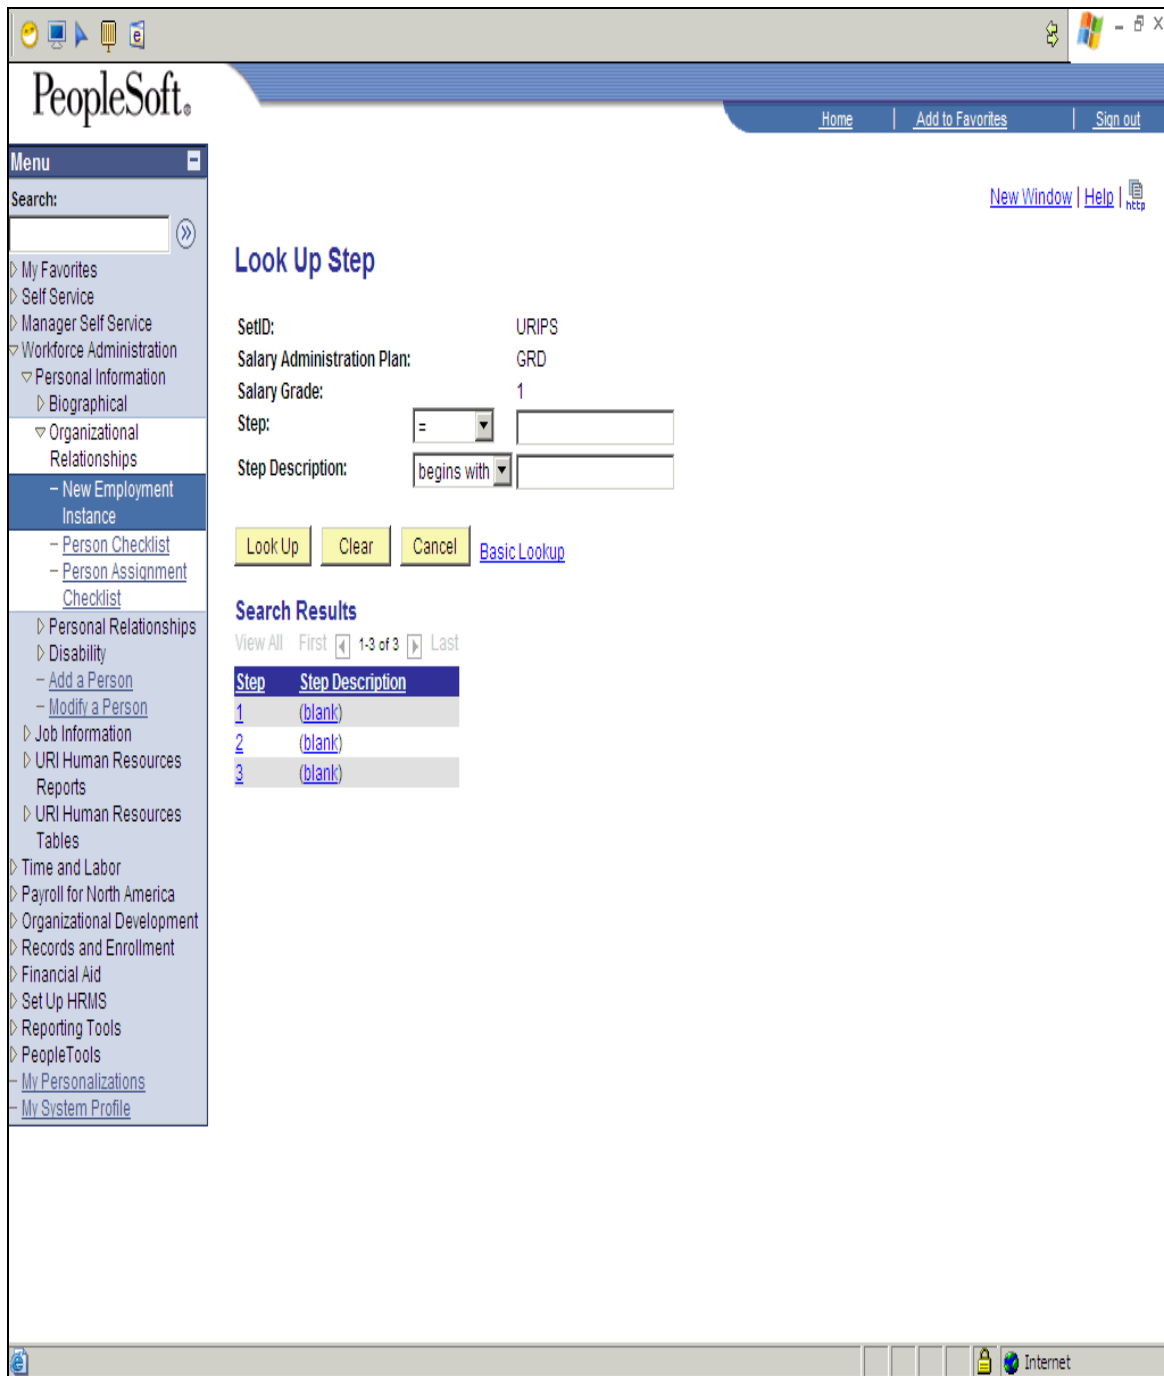 PeopleSoft®
Home | Add to Favorites | Sign out
Menu
Search:
New Window | Help | http
My Favorites
Self Service
Manager Self Service
Workforce Administration
Personal Information
Biographical
Organizational
Relationships
– New Employment
Instance
– Person Checklist
– Person Assignment
Checklist
Personal Relationships
Disability
– Add a Person
– Modify a Person
Job Information
URI Human Resources
Reports
URI Human Resources
Tables
Time and Labor
Payroll for North America
Organizational Development
Records and Enrollment
Financial Aid
Set Up HRMS
Reporting Tools
PeopleTools
– My Personalizations
– My System Profile
Look Up Step
SetID: URIPS
Salary Administration Plan: GRD
Salary Grade: 1
Step: =
Step Description: begins with
Look Up Clear Cancel Basic Lookup
Search Results
View All First 1-3 of 3 Last
Step Step Description
1 (blank)
2 (blank)
3 (blank)
Internet